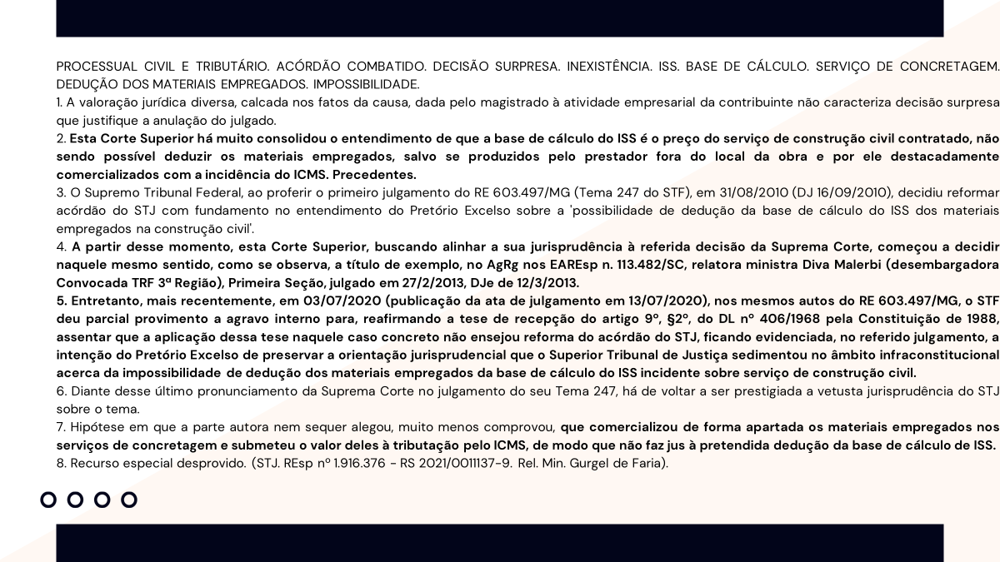 PROCESSUAL CIVIL E TRIBUTÁRIO. ACÓRDÃO COMBATIDO. DECISÃO SURPRESA. INEXISTÊNCIA. ISS. BASE DE CÁLCULO. SERVIÇO DE CONCRETAGEM.
DEDUÇÃO DOS MATERIAIS EMPREGADOS. IMPOSSIBILIDADE.
1. A valoração jurídica diversa, calcada nos fatos da causa, dada pelo magistrado à atividade empresarial da contribuinte não caracteriza decisão surpresa
que justifique a anulação do julgado.
2. Esta Corte Superior há muito consolidou o entendimento de que a base de cálculo do ISS é o preço do serviço de construção civil contratado, não
sendo possível deduzir os materiais empregados, salvo se produzidos pelo prestador fora do local da obra e por ele destacadamente
comercializados com a incidência do ICMS. Precedentes.
3. O Supremo Tribunal Federal, ao proferir o primeiro julgamento do RE 603.497/MG (Tema 247 do STF), em 31/08/2010 (DJ 16/09/2010), decidiu reformar
acórdão do STJ com fundamento no entendimento do Pretório Excelso sobre a 'possibilidade de dedução da base de cálculo do ISS dos materiais
empregados na construção civil'.
4. A partir desse momento, esta Corte Superior, buscando alinhar a sua jurisprudência à referida decisão da Suprema Corte, começou a decidir
naquele mesmo sentido, como se observa, a título de exemplo, no AgRg nos EAREsp n. 113.482/SC, relatora ministra Diva Malerbi (desembargadora
Convocada TRF 3ª Região), Primeira Seção, julgado em 27/2/2013, DJe de 12/3/2013.
5. Entretanto, mais recentemente, em 03/07/2020 (publicação da ata de julgamento em 13/07/2020), nos mesmos autos do RE 603.497/MG, o STF
deu parcial provimento a agravo interno para, reafirmando a tese de recepção do artigo 9º, §2º, do DL nº 406/1968 pela Constituição de 1988,
assentar que a aplicação dessa tese naquele caso concreto não ensejou reforma do acórdão do STJ, ficando evidenciada, no referido julgamento, a
intenção do Pretório Excelso de preservar a orientação jurisprudencial que o Superior Tribunal de Justiça sedimentou no âmbito infraconstitucional
acerca da impossibilidade de dedução dos materiais empregados da base de cálculo do ISS incidente sobre serviço de construção civil.
6. Diante desse último pronunciamento da Suprema Corte no julgamento do seu Tema 247, há de voltar a ser prestigiada a vetusta jurisprudência do STJ
sobre o tema.
7. Hipótese em que a parte autora nem sequer alegou, muito menos comprovou, que comercializou de forma apartada os materiais empregados nos
serviços de concretagem e submeteu o valor deles à tributação pelo ICMS, de modo que não faz jus à pretendida dedução da base de cálculo de ISS.
8. Recurso especial desprovido. (STJ. REsp nº 1.916.376 - RS 2021/0011137-9. Rel. Min. Gurgel de Faria).